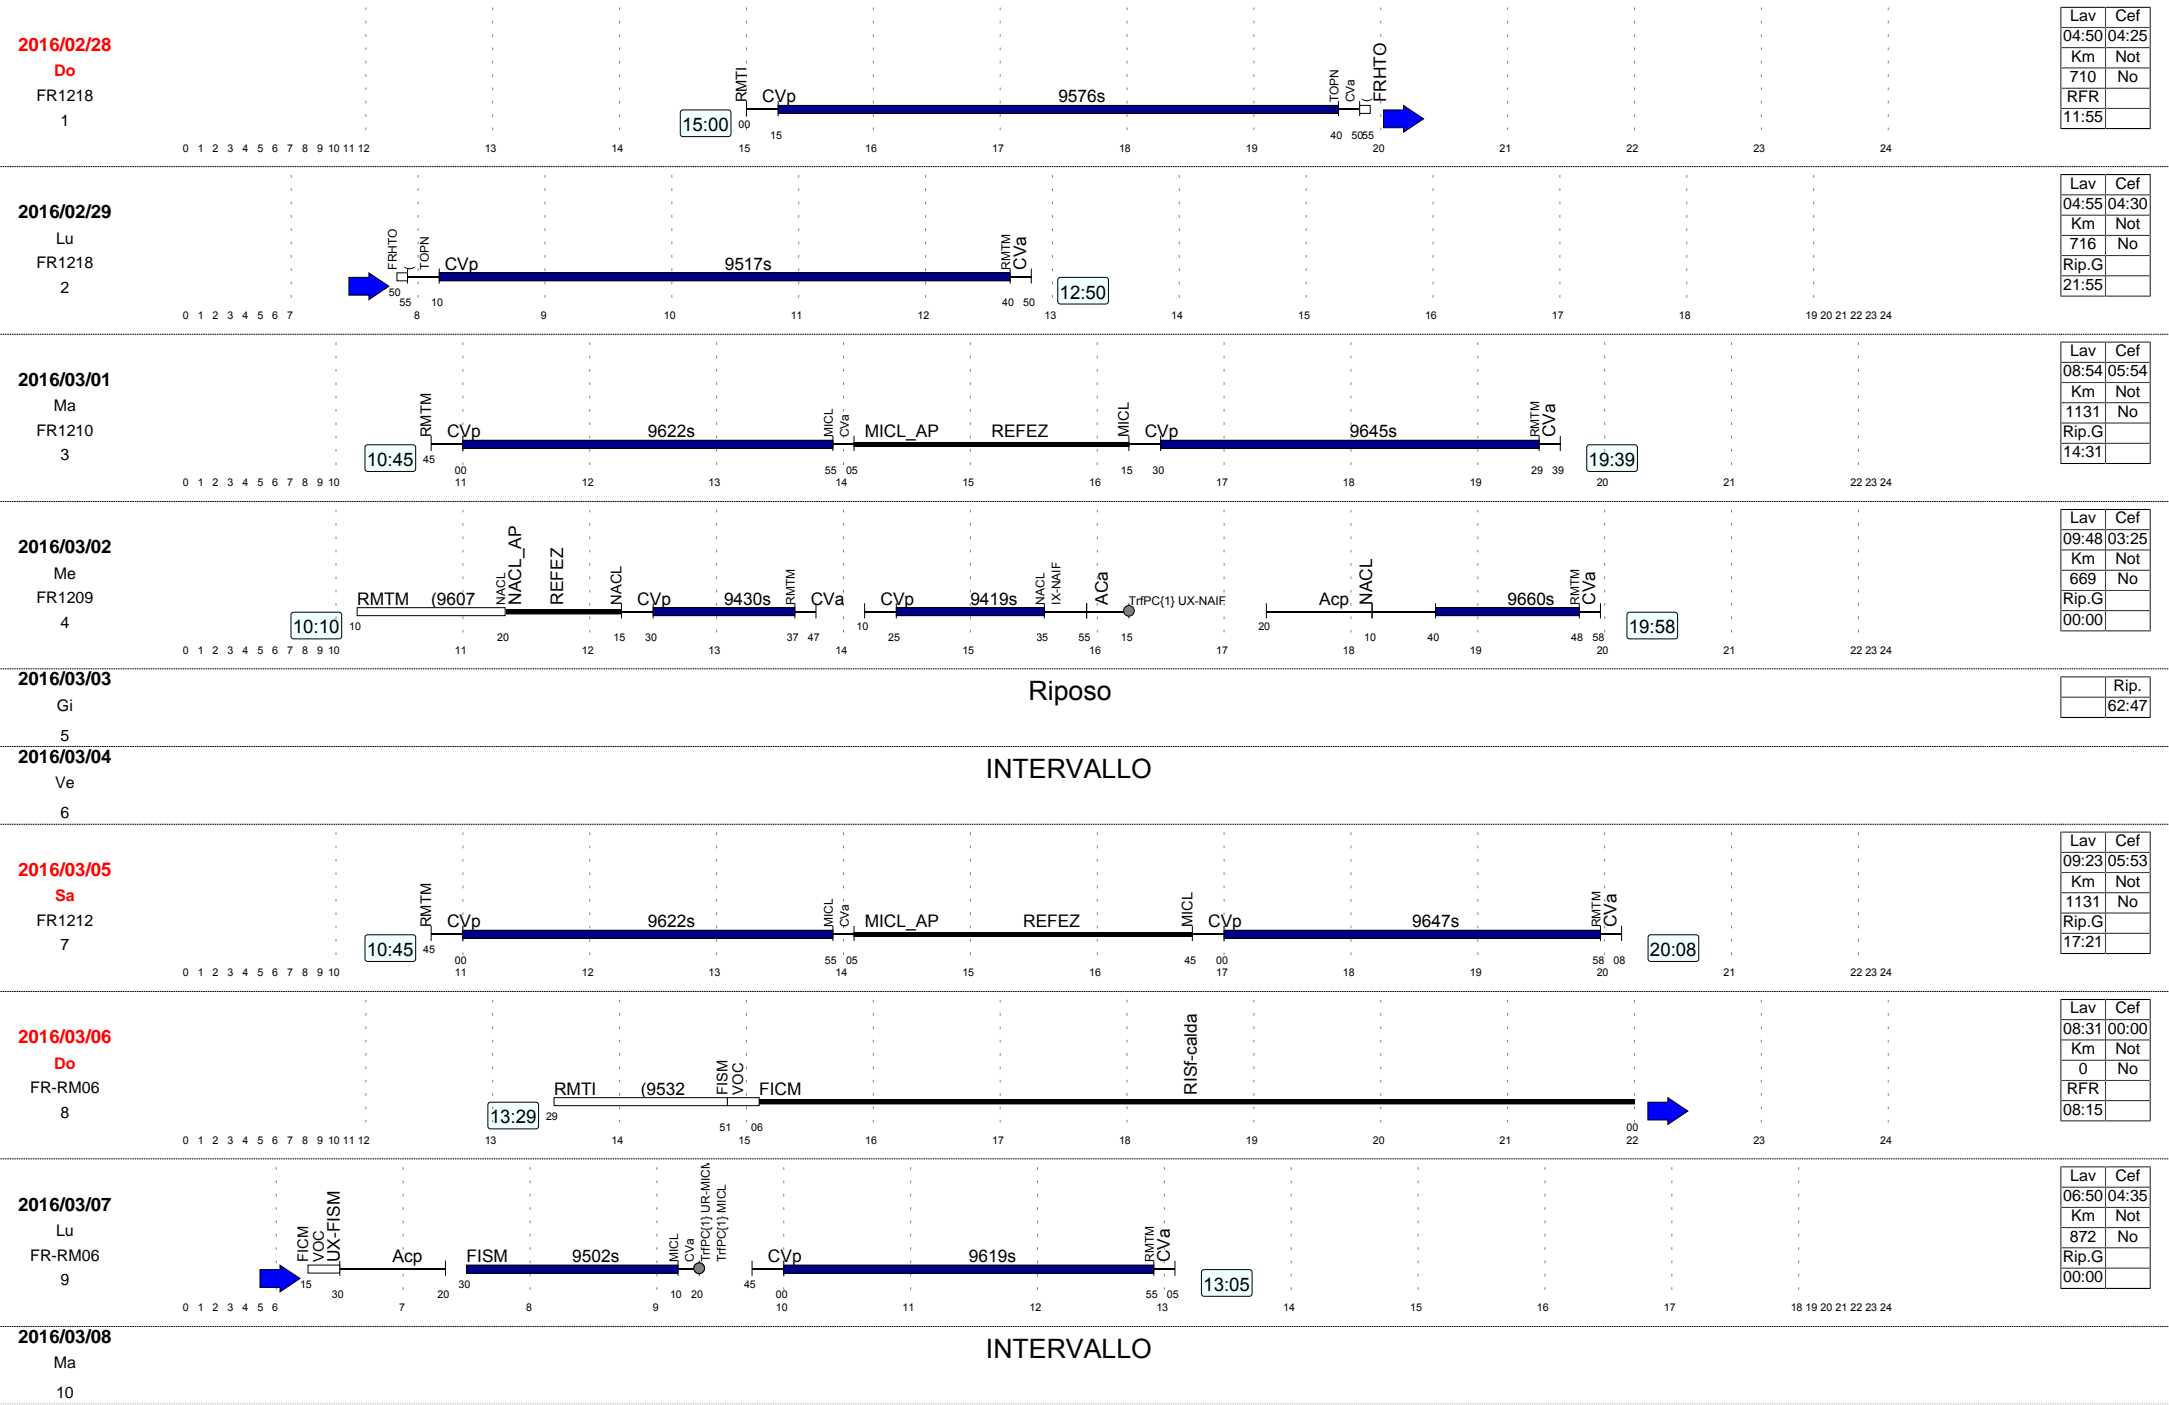 2016/02/28
Do
FR1218
1
15:00
RMTI
CVp
9576s
TOPN
CVa
(
FRHTO
00
15
40
50
55
0 1 2 3 4 5 6 7 8 9 10 11 12 13 14 15 16 17 18 19 20 21 22 23 24
Lav Cef
04:50 04:25
Km Not
710 No
RFR
11:55
2016/02/29
Lu
FR1218
2
FRHTO
(
TOPN
CVp
9517s
RMTM
CVa
50
55
10
40
50
12:50
0 1 2 3 4 5 6 7 8 9 10 11 12 13 14 15 16 17 18 19 20 21 22 23 24
Lav Cef
04:55 04:30
Km Not
716 No
Rip.G
21:55
2016/03/01
Ma
FR1210
3
10:45
RMTM
CVp
9622s
MICL
CVa
MICL_AP
REFEZ
MICL
CVp
9645s
RMTM
CVa
45
00
55
05
15
30
29
39
19:39
0 1 2 3 4 5 6 7 8 9 10 11 12 13 14 15 16 17 18 19 20 21 22 23 24
Lav Cef
08:54 05:54
Km Not
1131 No
Rip.G
14:31
2016/03/02
Me
FR1209
4
10:10
RMTM
(9607
NACL
NACL_AP
REFEZ
NACL
CVp
9430s
RMTM
CVa
CVp
9419s
NACL
IX-NAIF
ACa
TrfPC{1} UX-NAIF
Acp
NACL
9660s
RMTM
CVa
10
20
15
30
37
47
10
25
35
55
15
20
10
40
48
58
19:58
0 1 2 3 4 5 6 7 8 9 10 11 12 13 14 15 16 17 18 19 20 21 22 23 24
Lav Cef
09:48 03:25
Km Not
669 No
Rip.G
00:00
2016/03/03
Gi
5
Riposo
Rip.
62:47
2016/03/04
Ve
6
INTERVALLO
2016/03/05
Sa
FR1212
7
10:45
RMTM
CVp
9622s
MICL
CVa
MICL_AP
REFEZ
MICL
CVp
9647s
RMTM
CVa
45
00
55
05
45
00
58
08
20:08
0 1 2 3 4 5 6 7 8 9 10 11 12 13 14 15 16 17 18 19 20 21 22 23 24
Lav Cef
09:23 05:53
Km Not
1131 No
Rip.G
17:21
2016/03/06
Do
FR-RM06
8
13:29
RMTI
(9532
FISM
VOC
FICM
RISf-calda
29
51
06
00
0 1 2 3 4 5 6 7 8 9 10 11 12 13 14 15 16 17 18 19 20 21 22 23 24
Lav Cef
08:31 00:00
Km Not
0 No
RFR
08:15
2016/03/07
Lu
FR-RM06
9
FICM
VOC
UX-FISM
Acp
FISM
9502s
MICL
CVa
TrfPC{1} UR-MICM
TrfPC{1} MICL
CVp
9619s
RMTM
CVa
15
30
20
30
10
20
45
00
55
05
13:05
0 1 2 3 4 5 6 7 8 9 10 11 12 13 14 15 16 17 18 19 20 21 22 23 24
Lav Cef
06:50 04:35
Km Not
872 No
Rip.G
00:00
2016/03/08
Ma
10
INTERVALLO